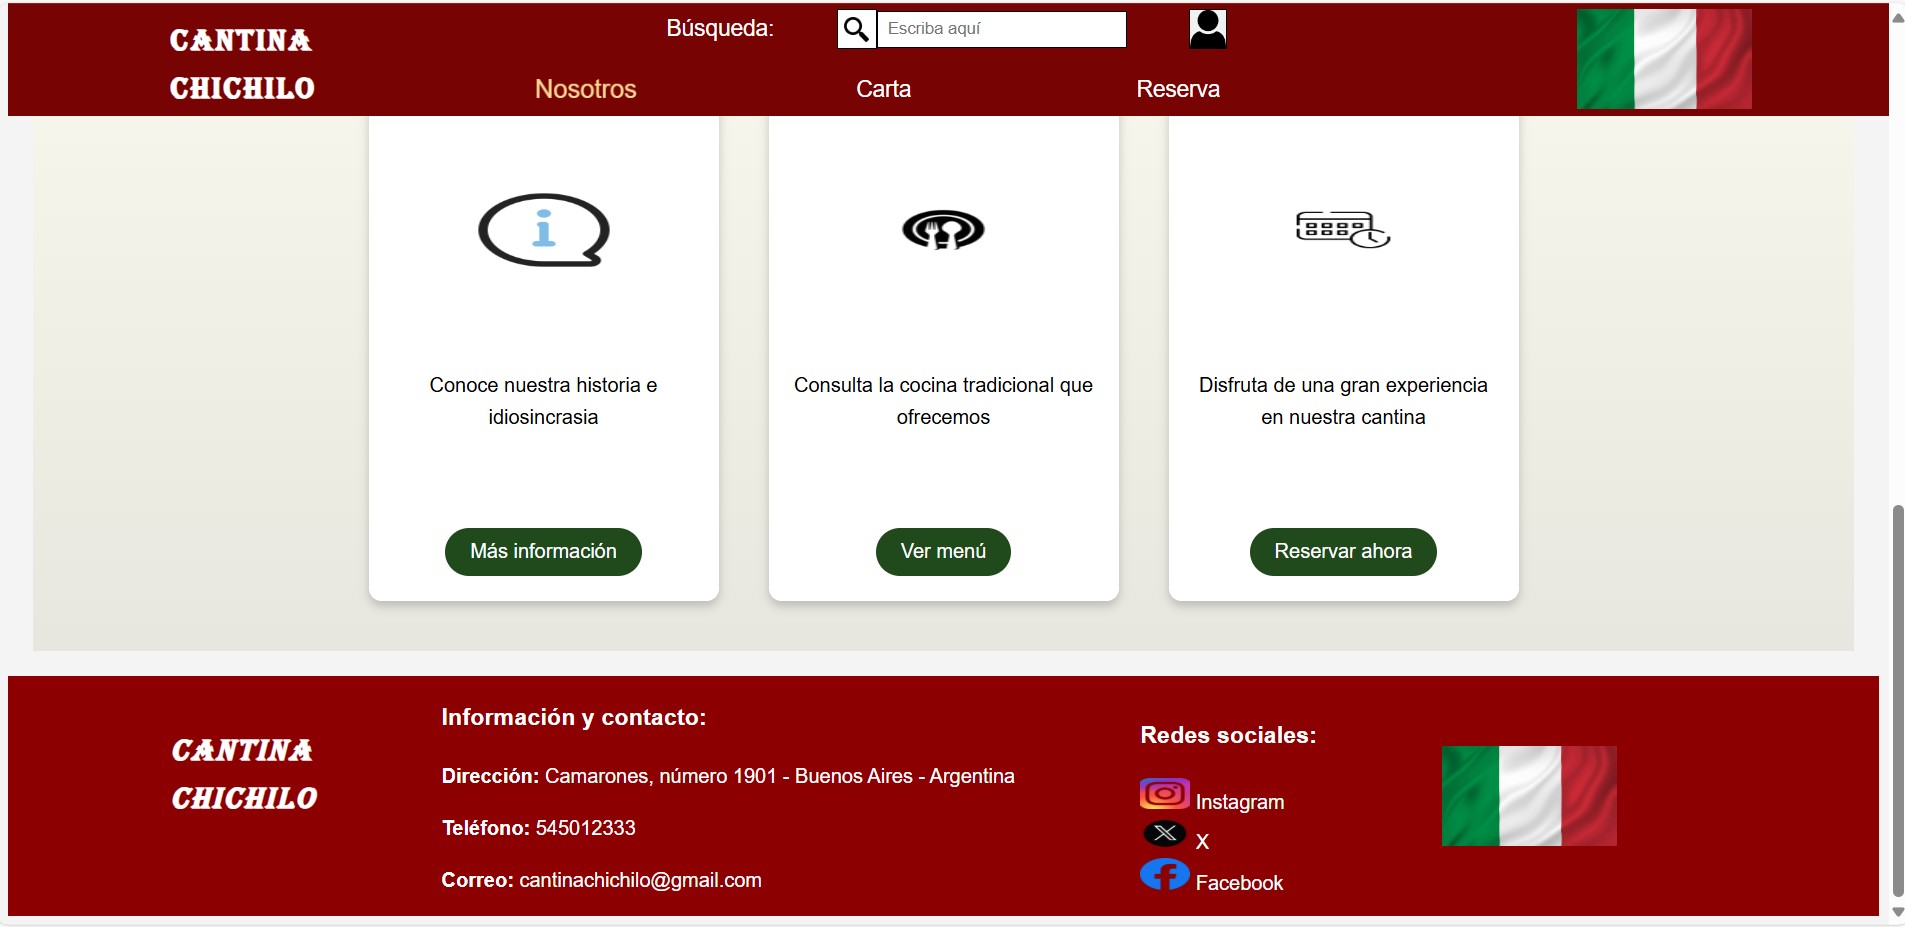 CANTINA
CHICHILO
Búsqueda:
Escriba aquí
Nosotros
Carta
Reserva
i
Conoce nuestra historia e
idiosincrasia
Más información
Consulta la cocina tradicional que
ofrecemos
Ver menú
Disfruta de una gran experiencia
en nuestra cantina
Reservar ahora
CANTINA
CHICHILO
Información y contacto:
Dirección: Camarones, número 1901 - Buenos Aires - Argentina
Teléfono: 545012333
Correo: cantinachichilo@gmail.com
Redes sociales:
Instagram
X
Facebook